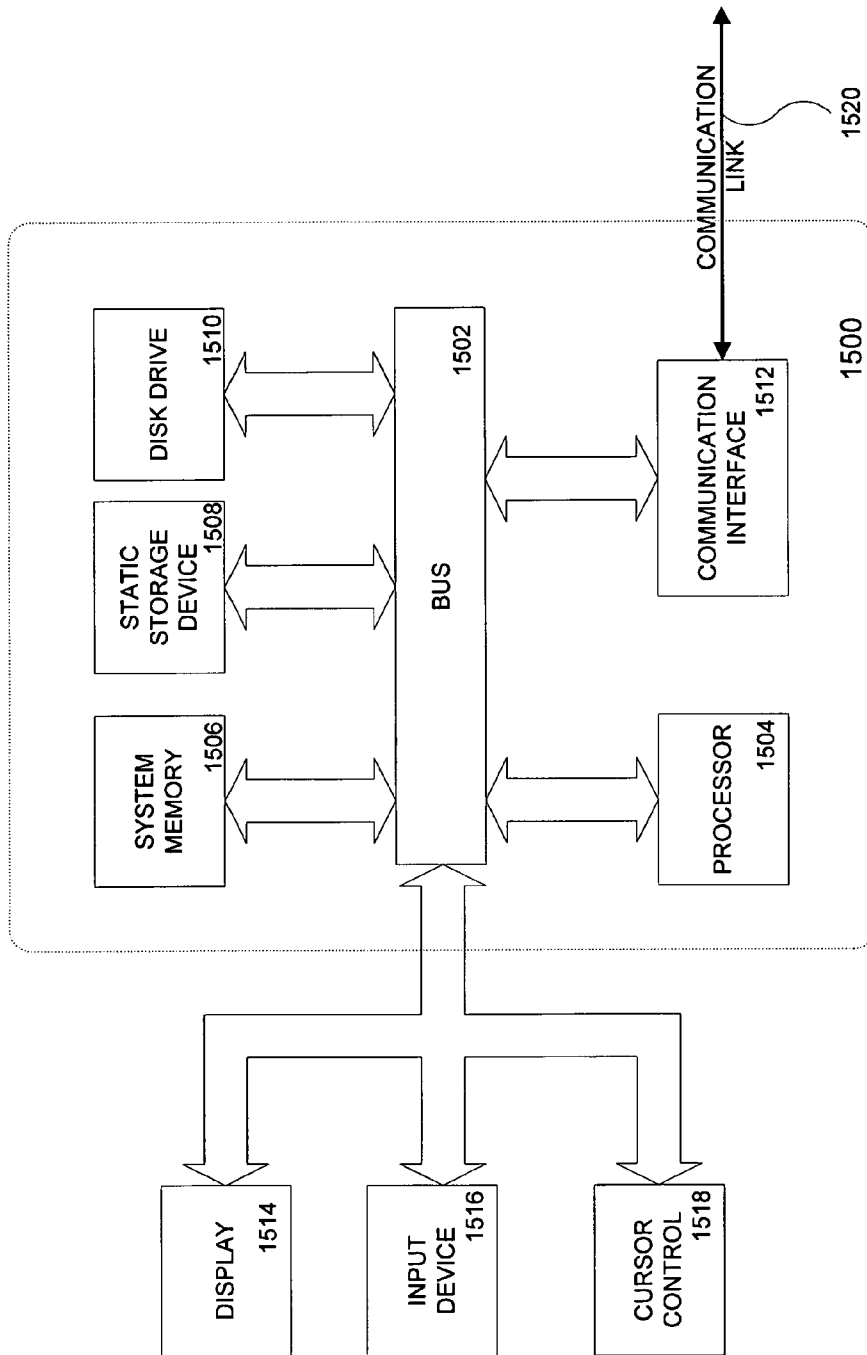 DISPLAY
1514
INPUT
DEVICE
1516
CURSOR
CONTROL
1518
SYSTEM
MEMORY
1506
STATIC
STORAGE
DEVICE
1508
DISK DRIVE
1510
BUS
1502
PROCESSOR
1504
COMMUNICATION
INTERFACE
1512
1500
COMMUNICATION
LINK
1520